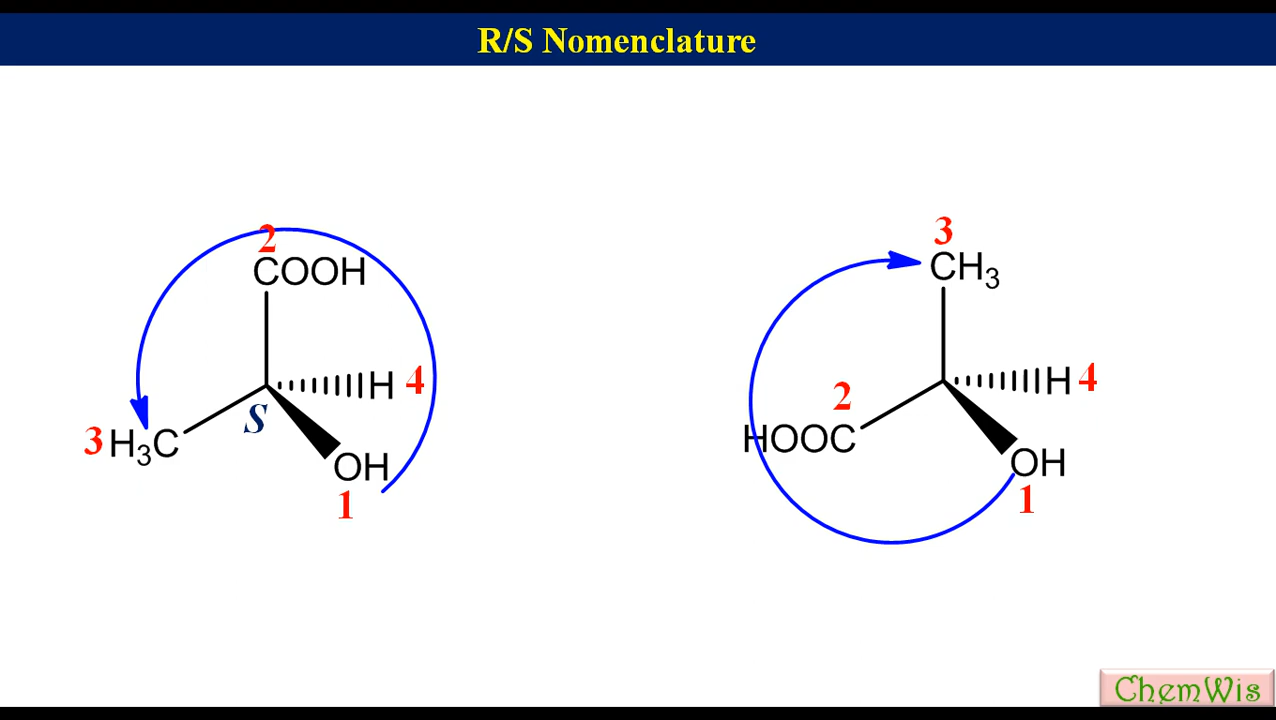 R/S Nomenclature
2
COOH
H 4
S
3 H₃C
OH
1
3
CH₃
H 4
2
HOOC
OH
1
ChemWis